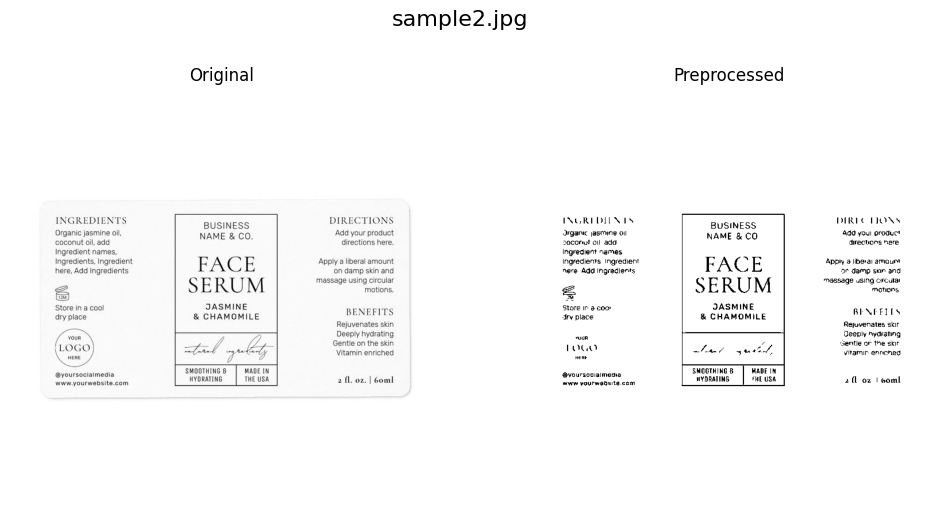 sample2.jpg
Original
INGREDIENTS
Organic jasmine oil,
coconut oil, add
Ingredient names,
Ingredients, Ingredient
here, Add Ingredients
12M
Store in a cool
dry place
YOUR
LOGO
HERE
@yoursocialmedia
www.yourwebsite.com
BUSINESS
NAME & CO.
FACE
SERUM
JASMINE
& CHAMOMILE
natural ingredients
SMOOTHING &
HYDRATING
MADE IN
THE USA
DIRECTIONS
Add your product
directions here.
Apply a liberal amount
on damp skin and
massage using circular
motions.
BENEFITS
Rejuvenates skin
Deeply hydrating
Gentle on the skin
Vitamin enriched
2 fl. oz. | 60ml
Preprocessed
INGREDIENTS
Organic jasmine oil
coconut oil add
Ingredient names
Ingredients Ingredient
here Add Ingredients
Store in a cool
dry place
YOUR
LOGO
HERE
@yoursocialmedia
www.yourwebsite.com
BUSINESS
NAME & CO.
FACE
SERUM
JASMINE
& CHAMOMILE
SMOOTHING &
HYDRATING
MADE IN
THE USA
DIRECTIONS
Add your product
directions here
Apply a liberal amount
on damp skin and
massage using circular
motions.
BENEFITS
Rejuvenates skin
Deeply hydrating
Gentle on the skin
Vitamin enriched
2 fl oz | 60ml